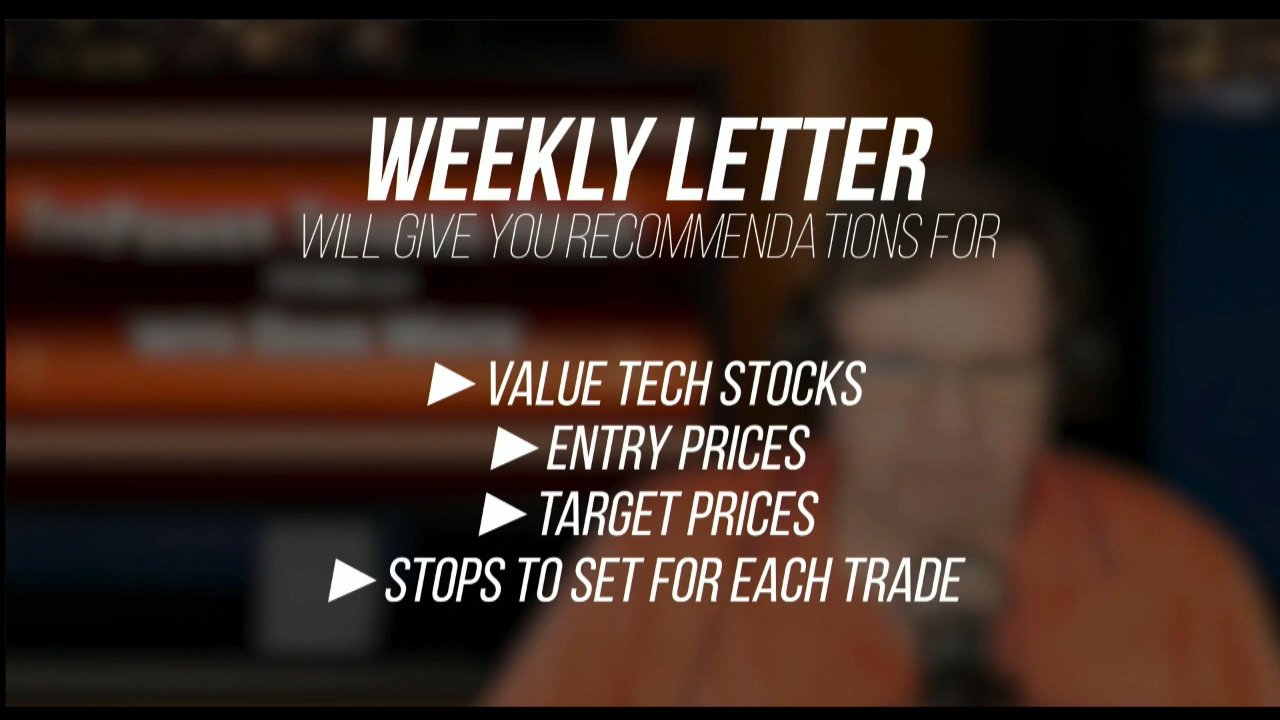 WEEKLY LETTER
WILL GIVE YOU RECOMMENDATIONS FOR
▶ VALUE TECH STOCKS
▶ ENTRY PRICES
▶ TARGET PRICES
▶ STOPS TO SET FOR EACH TRADE